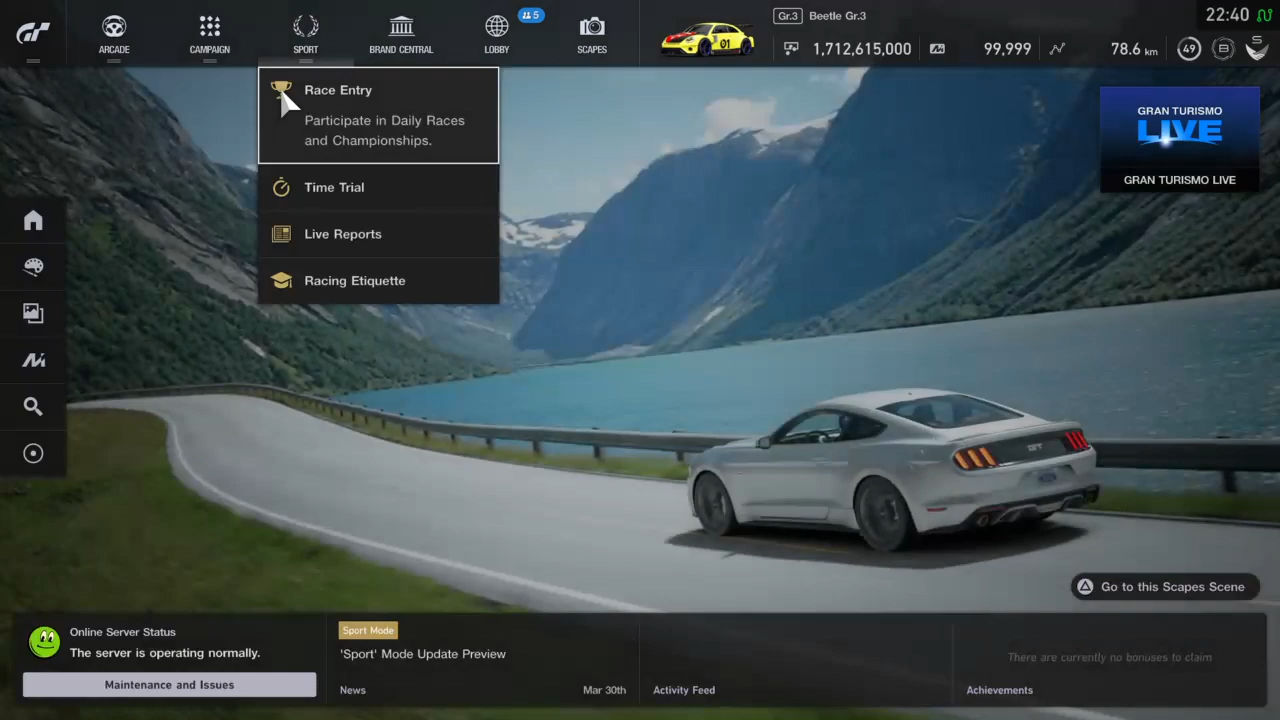 ARCADE
CAMPAIGN
SPORT
BRAND CENTRAL
5
LOBBY
SCAPES
01
Gr.3 Beetle Gr.3
1,712,615,000
99,999
78.6 km
49
B
S
22:40
Race Entry
Participate in Daily Races
and Championships.
Time Trial
Live Reports
Racing Etiquette
GRAN TURISMO
LIVE
GRAN TURISMO LIVE
Go to this Scapes Scene
Online Server Status
The server is operating normally.
Maintenance and Issues
Sport Mode
'Sport' Mode Update Preview
News Mar 30th
Activity Feed
There are currently no bonuses to claim
Achievements